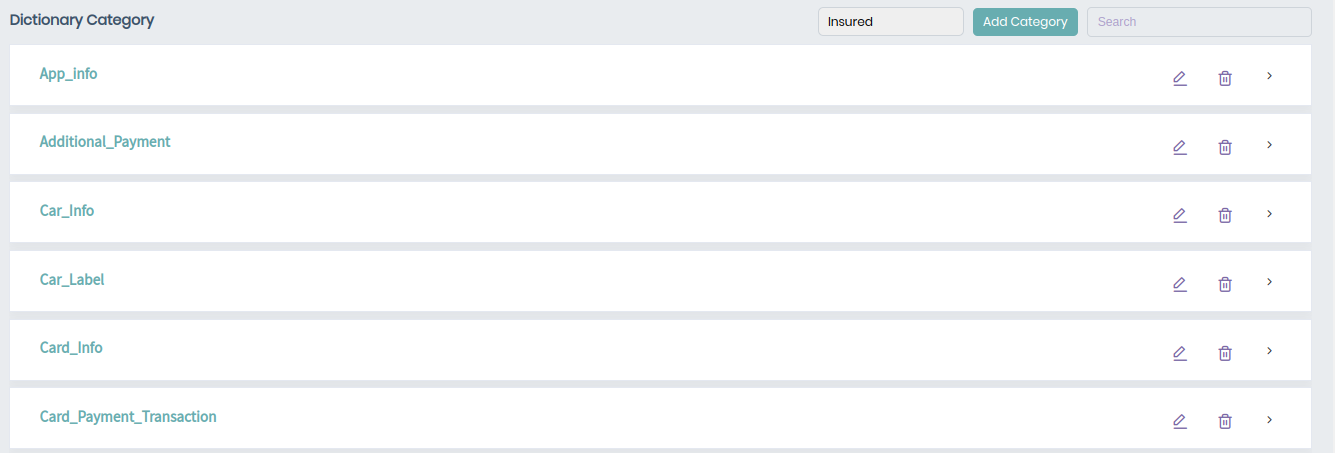 Dictionary Category
Insured
Add Category
Search
App_info
Additional_Payment
Car_Info
Car_Label
Card_Info
Card_Payment_Transaction